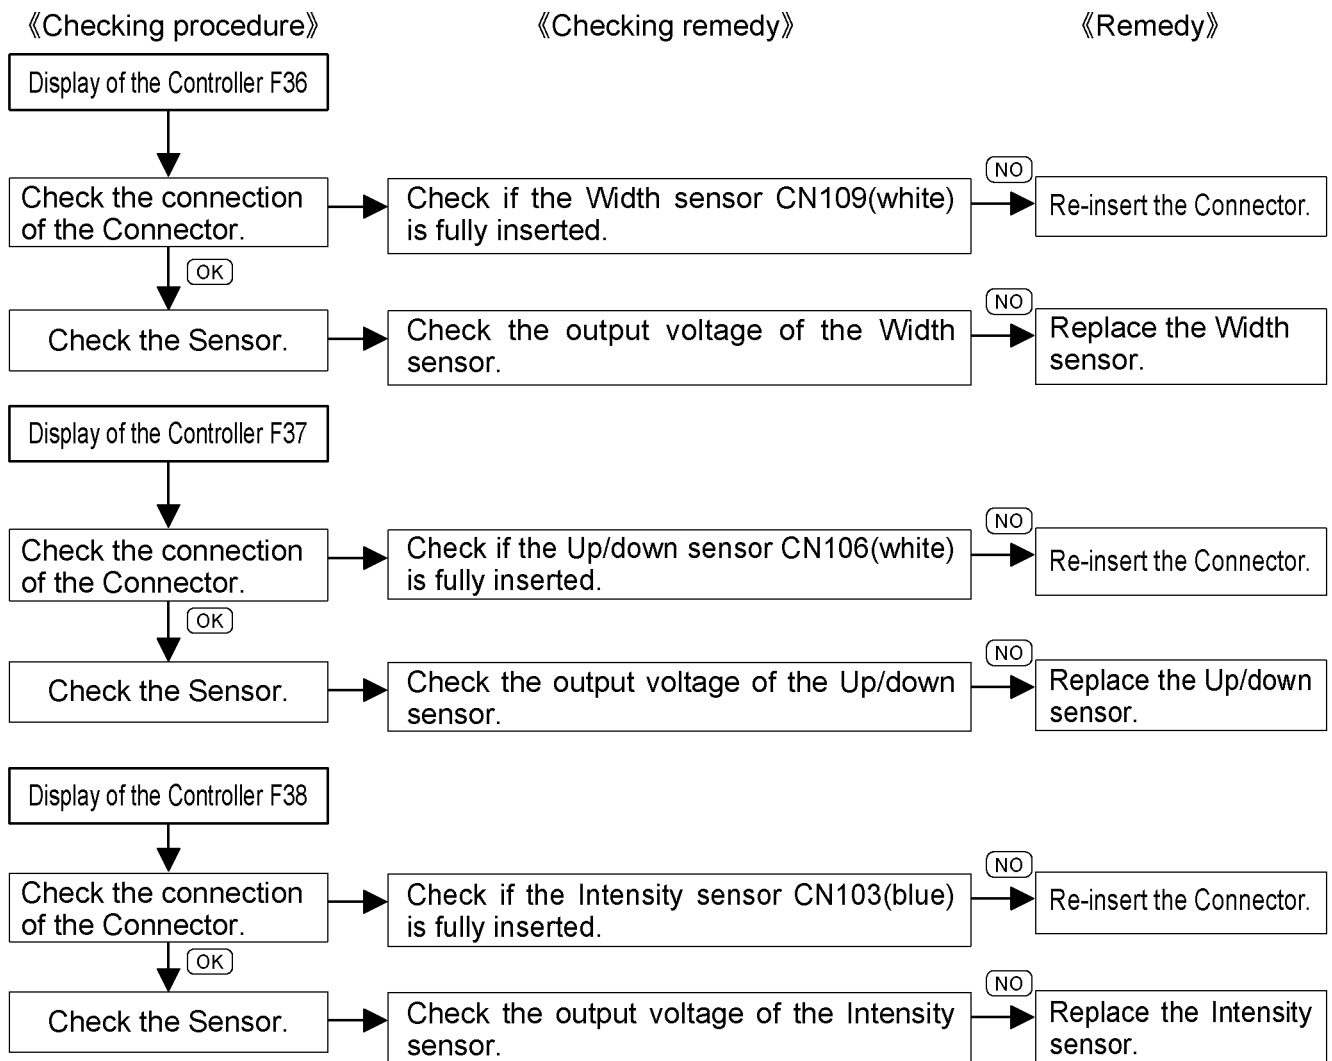 《Checking procedure》
《Checking remedy》
《Remedy》
Display of the Controller F36
Check the connection
of the Connector.
Check if the Width sensor CN109(white)
is fully inserted.
NO
Re-insert the Connector.
OK
Check the Sensor.
Check the output voltage of the Width
sensor.
NO
Replace the Width
sensor.
Display of the Controller F37
Check the connection
of the Connector.
Check if the Up/down sensor CN106(white)
is fully inserted.
NO
Re-insert the Connector.
OK
Check the Sensor.
Check the output voltage of the Up/down
sensor.
NO
Replace the Up/down
sensor.
Display of the Controller F38
Check the connection
of the Connector.
Check if the Intensity sensor CN103(blue)
is fully inserted.
NO
Re-insert the Connector.
OK
Check the Sensor.
Check the output voltage of the Intensity
sensor.
NO
Replace the Intensity
sensor.